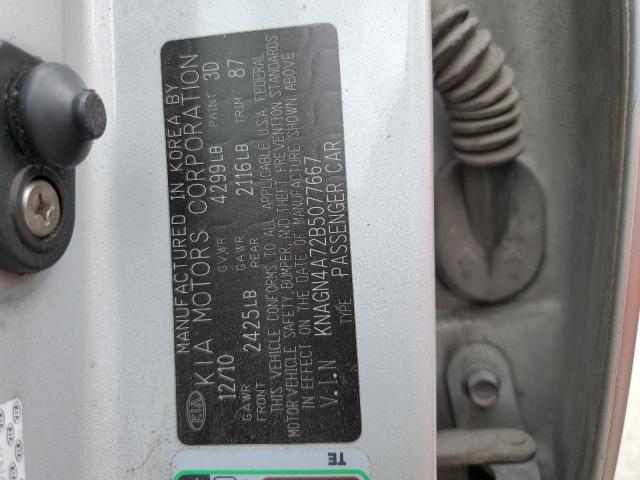 MANUFACTURED IN KOREA BY
KIA KIA MOTORS CORPORATION
12/10 GVWR 4299LB PAINT 3D
GAWR FRONT 2425LB GAWR REAR 2116LB TRIM 87
THIS VEHICLE CONFORMS TO ALL APPLICABLE U.S.A. FEDERAL
MOTOR VEHICLE SAFETY, BUMPER, AND THEFT PREVENTION STANDARDS
IN EFFECT ON THE DATE OF MANUFACTURE SHOWN ABOVE
V.I.N KNAGN4A72B5077667
TYPE PASSENGER CAR
TE